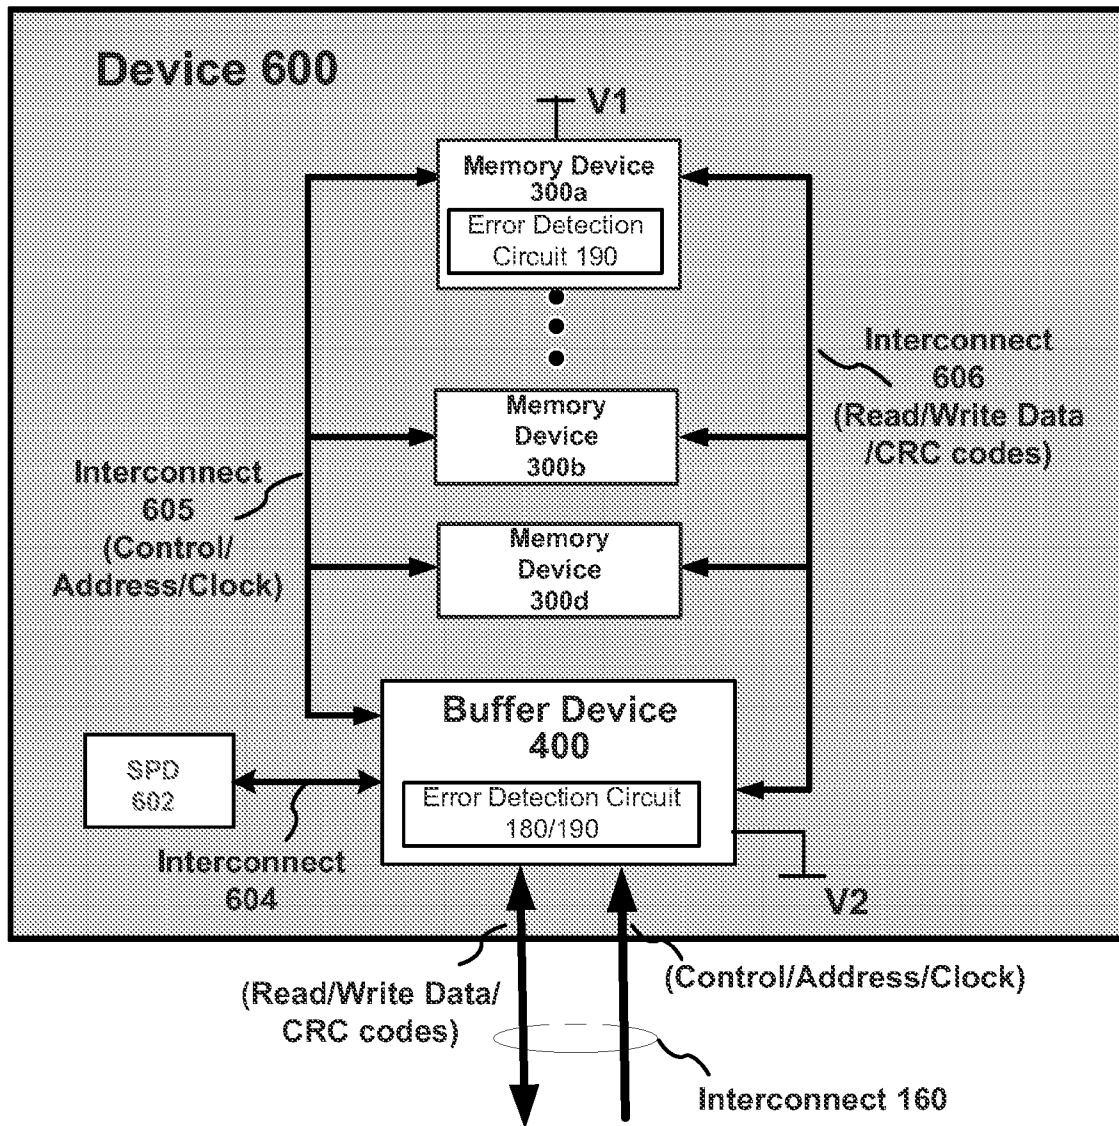 Device 600
V1
Memory Device
300a
Error Detection
Circuit 190
Interconnect
606
(Read/Write Data
/CRC codes)
Memory
Device
300b
Interconnect
605
(Control/
Address/Clock)
Memory
Device
300d
Buffer Device
400
SPD
602
Error Detection Circuit
180/190
Interconnect
604
V2
(Read/Write Data/
CRC codes)
(Control/Address/Clock)
Interconnect 160